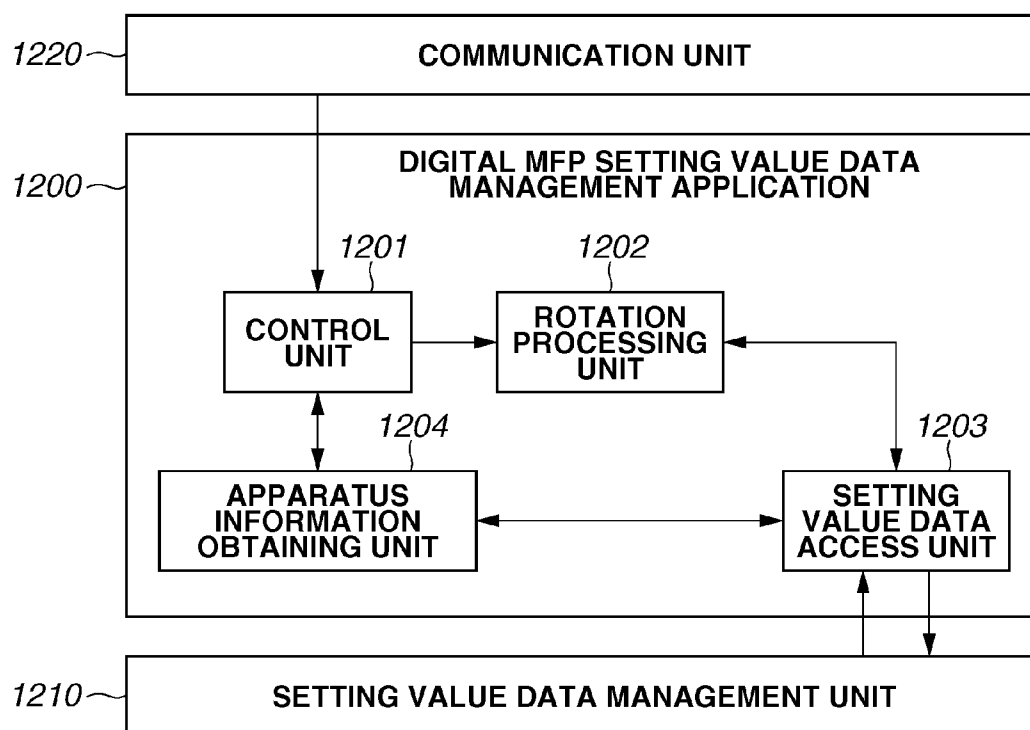 1220
COMMUNICATION UNIT
1200
DIGITAL MFP SETTING VALUE DATA
MANAGEMENT APPLICATION
1201
CONTROL
UNIT
1202
ROTATION
PROCESSING
UNIT
1204
APPARATUS
INFORMATION
OBTAINING UNIT
1203
SETTING
VALUE DATA
ACCESS UNIT
1210
SETTING VALUE DATA MANAGEMENT UNIT